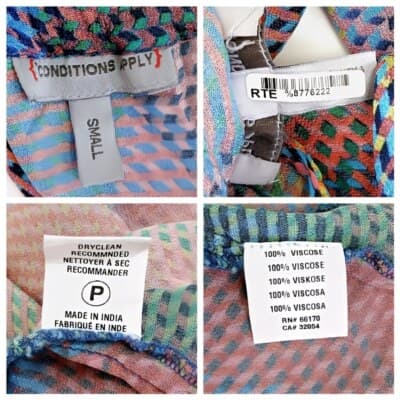 {CONDITIONS APPLY}
SMALL
RTE %8776222
DRYCLEAN
RECOMMNDED
NETTOYER À SEC
RECOMMANDER
P
MADE IN INDIA
FABRIQUÉ EN INDE
100% VISCOSE
100% VISCOSE
100% VISKOSE
100% VISCOSA
100% VISCOSA
RN# 66170
CA# 32054